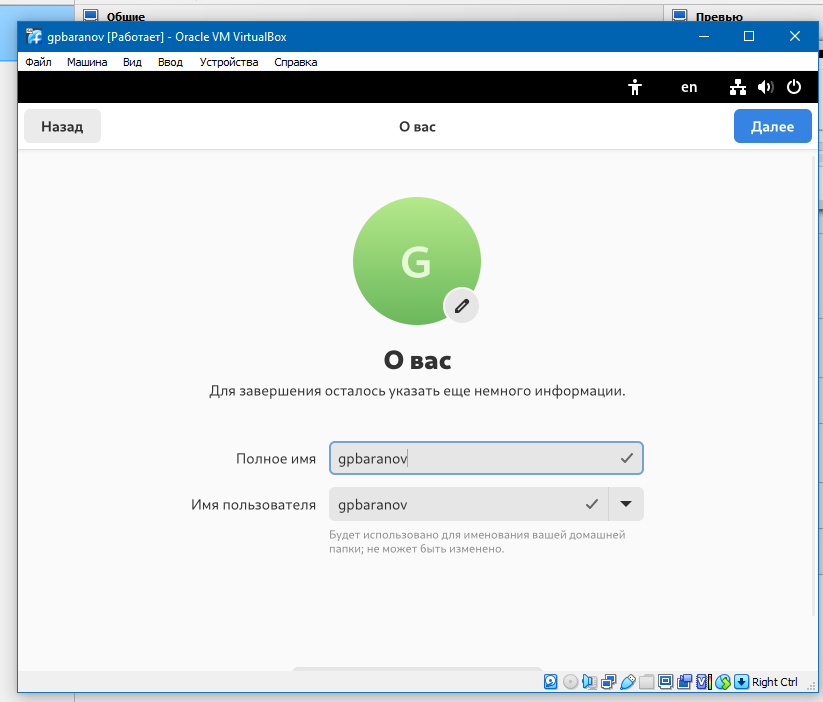 Общие
Превью
gpbaranov [Работает] - Oracle VM VirtualBox
Файл Машина Вид Ввод Устройства Справка
en
Назад
О вас
Далее
G
О вас
Для завершения осталось указать еще немного информации.
Полное имя
gpbaranov
Имя пользователя
gpbaranov
Будет использовано для именования вашей домашней
папки; не может быть изменено.
Right Ctrl